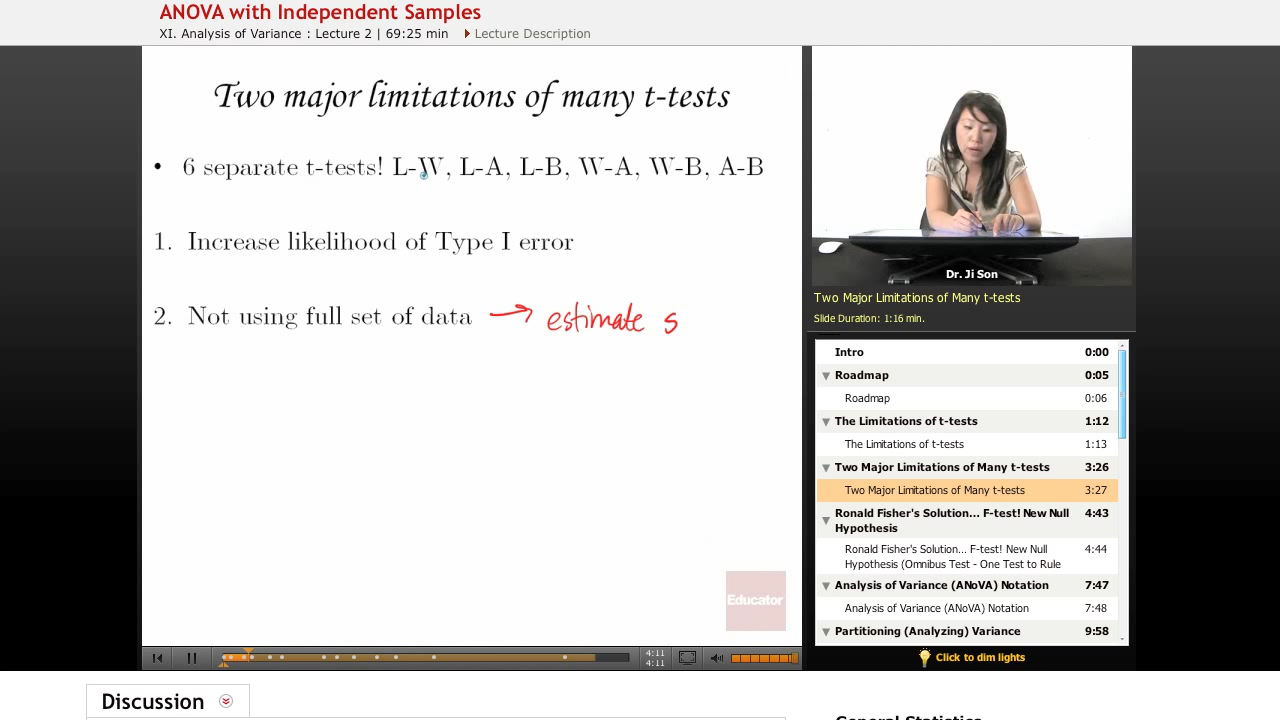 ANOVA with Independent Samples
XI. Analysis of Variance : Lecture 2 | 69:25 min Lecture Description
Two major limitations of many t-tests
• 6 separate t-tests! L-W, L-A, L-B, W-A, W-B, A-B
1. Increase likelihood of Type I error
2. Not using full set of data → estimate s
Educator
4:11
4:11
Dr. Ji Son
Two Major Limitations of Many t-tests
Slide Duration: 1:16 min.
Intro 0:00
Roadmap 0:05
Roadmap 0:06
The Limitations of t-tests 1:12
The Limitations of t-tests 1:13
Two Major Limitations of Many t-tests 3:26
Two Major Limitations of Many t-tests 3:27
Ronald Fisher's Solution... F-test! New Null 4:43
Hypothesis
Ronald Fisher's Solution... F-test! New Null 4:44
Hypothesis (Omnibus Test - One Test to Rule
Analysis of Variance (ANoVA) Notation 7:47
Analysis of Variance (ANoVA) Notation 7:48
Partitioning (Analyzing) Variance 9:58
Click to dim lights
Discussion
General Statistics